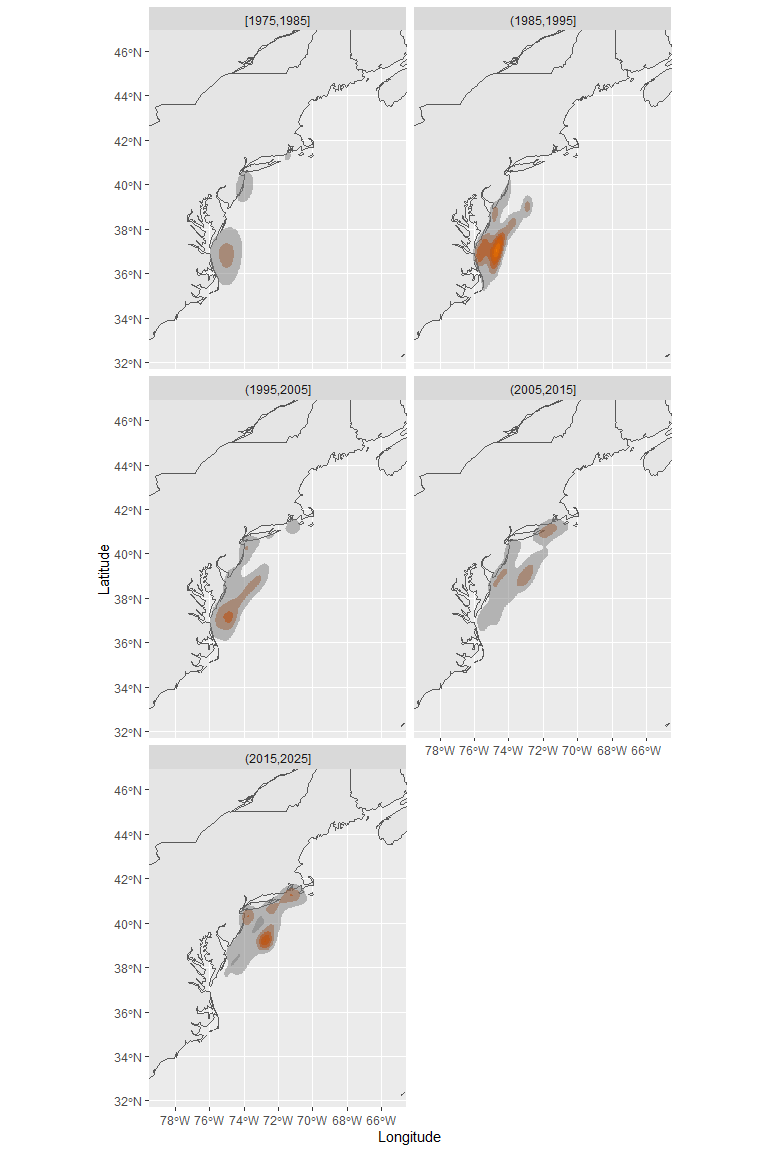 [1975,1985]
(1985,1995]
46°N
44°N
42°N
40°N
38°N
36°N
34°N
32°N
(1995,2005]
(2005,2015]
46°N
44°N
42°N
40°N
38°N
36°N
34°N
32°N
Latitude
78°W 76°W 74°W 72°W 70°W 68°W 66°W
(2015,2025]
46°N
44°N
42°N
40°N
38°N
36°N
34°N
32°N
78°W 76°W 74°W 72°W 70°W 68°W 66°W
Longitude